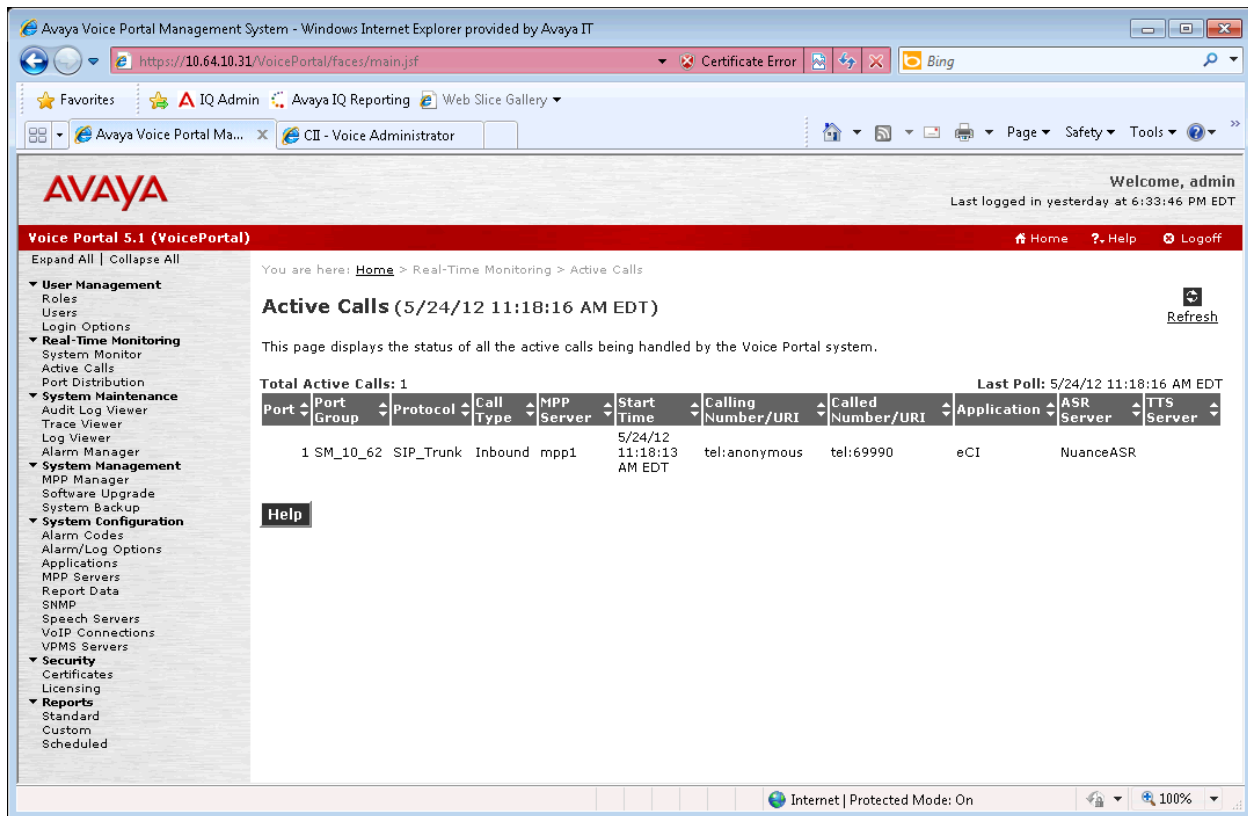 Avaya Voice Portal Management System - Windows Internet Explorer provided by Avaya IT
https://10.64.10.31/VoicePortal/faces/main.jsf
Certificate Error
Bing
Favorites
IQ Admin
Avaya IQ Reporting
Web Slice Gallery
Avaya Voice Portal Ma...
CII - Voice Administrator
Page
Safety
Tools
AVAYA
Welcome, admin
Last logged in yesterday at 6:33:46 PM EDT
Voice Portal 5.1 (VoicePortal)
Home
Help
Logoff
Expand All | Collapse All
User Management
Roles
Users
Login Options
Real-Time Monitoring
System Monitor
Active Calls
Port Distribution
System Maintenance
Audit Log Viewer
Trace Viewer
Log Viewer
Alarm Manager
System Management
MPP Manager
Software Upgrade
System Backup
System Configuration
Alarm Codes
Alarm/Log Options
Applications
MPP Servers
Report Data
SNMP
Speech Servers
VoIP Connections
VPMS Servers
Security
Certificates
Licensing
Reports
Standard
Custom
Scheduled
You are here: Home > Real-Time Monitoring > Active Calls
Active Calls (5/24/12 11:18:16 AM EDT)
Refresh
This page displays the status of all the active calls being handled by the Voice Portal system.
Total Active Calls: 1
Last Poll: 5/24/12 11:18:16 AM EDT
Port
Port Group
Protocol
Call Type
MPP Server
Start Time
Calling Number/URI
Called Number/URI
Application
ASR Server
TTS Server
1
SM_10_62
SIP_Trunk
Inbound
mpp1
5/24/12
11:18:13
AM EDT
tel:anonymous
tel:69990
eCI
NuanceASR
Help
Internet | Protected Mode: On
100%